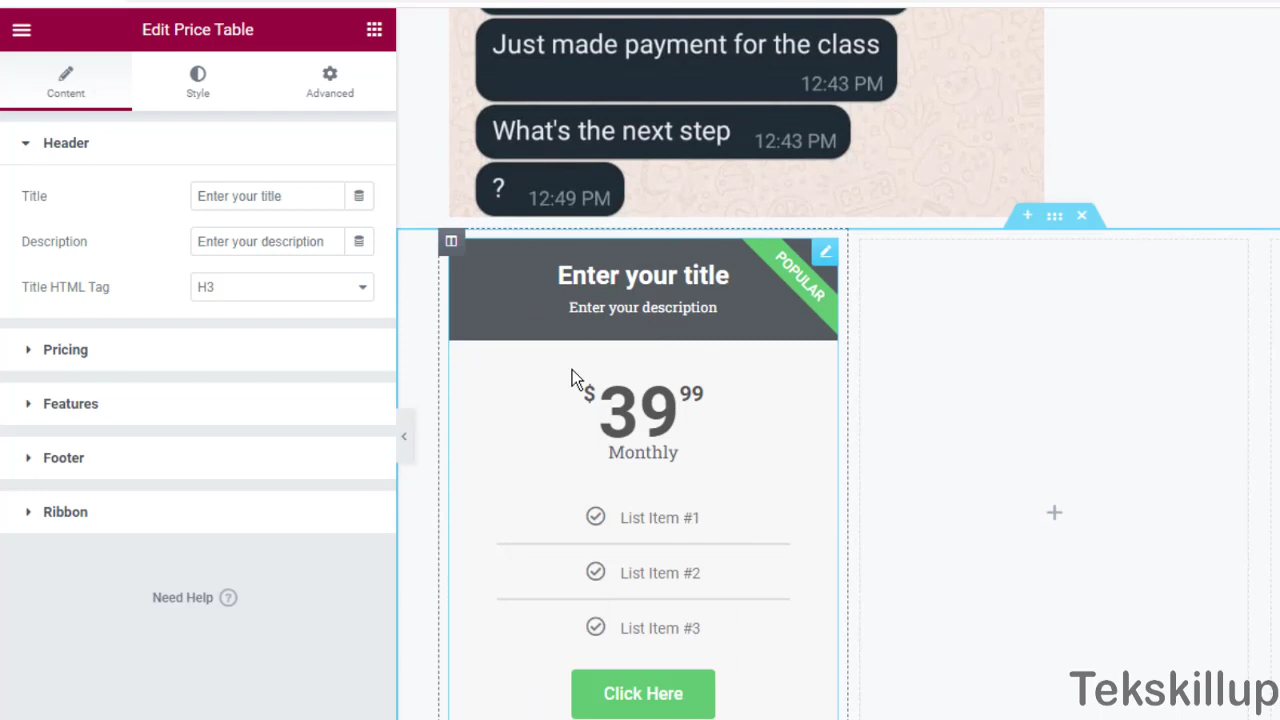 Edit Price Table
Content
Style
Advanced
Header
Title
Enter your title
Description
Enter your description
Title HTML Tag
H3
Pricing
Features
Footer
Ribbon
Need Help ?
Just made payment for the class
12:43 PM
What's the next step
12:43 PM
?
12:49 PM
Enter your title
Enter your description
POPULAR
$39 99
Monthly
List Item #1
List Item #2
List Item #3
Click Here
Tekskillup